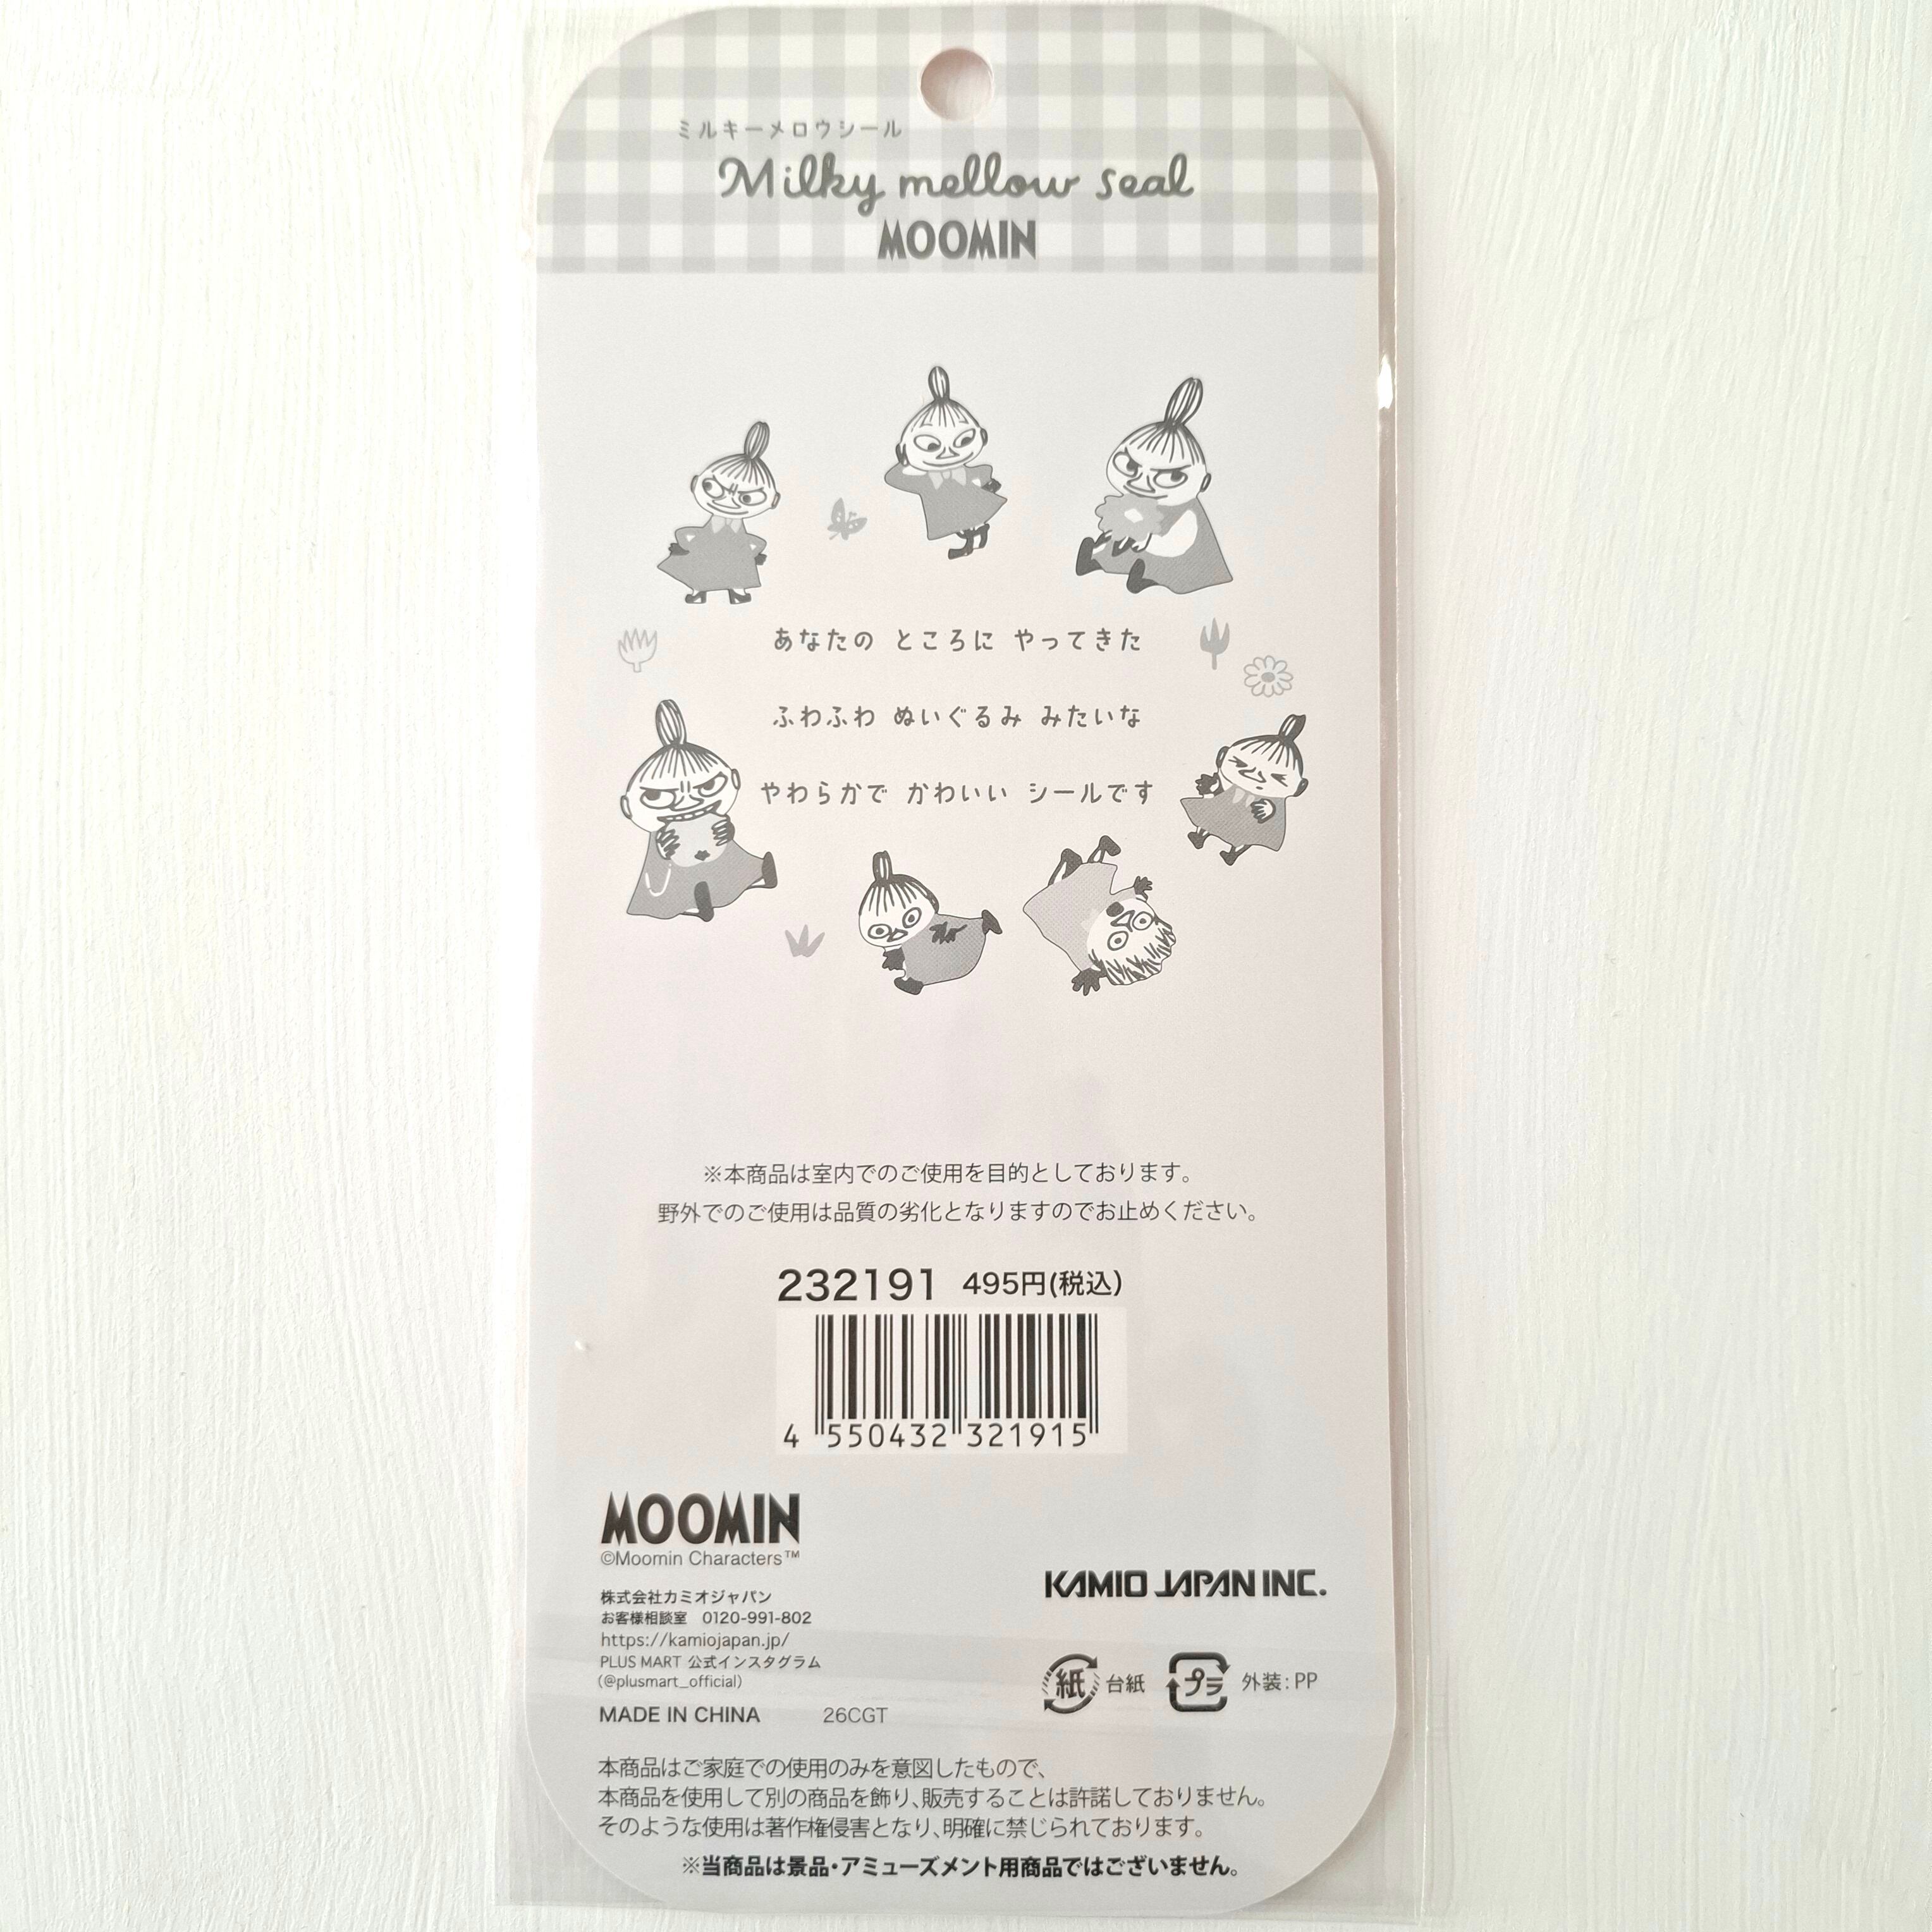 ミルキーメロウシール
Milky mellow seal
MOOMIN
あなたの ところに やってきた
ふわふわ ぬいぐるみ みたいな
やわらかで かわいい シールです
※本商品は室内でのご使用を目的としております。
野外でのご使用は品質の劣化となりますのでお止めください。
232191 495円(税込)
4 550432 321915
MOOMIN
©Moomin Characters™
KAMIO JAPAN INC.
株式会社カミオジャパン
お客様相談室 0120-991-802
https://kamiojapan.jp/
PLUS MART 公式インスタグラム
(@plusmart_official)
紙 台紙 プラ 外装:PP
MADE IN CHINA 26CGT
本商品はご家庭での使用のみを意図したもので、
本商品を使用して別の商品を飾り、販売することは許諾しておりません。
そのような使用は著作権侵害となり、明確に禁じられております。
※当商品は景品・アミューズメント用商品ではございません。